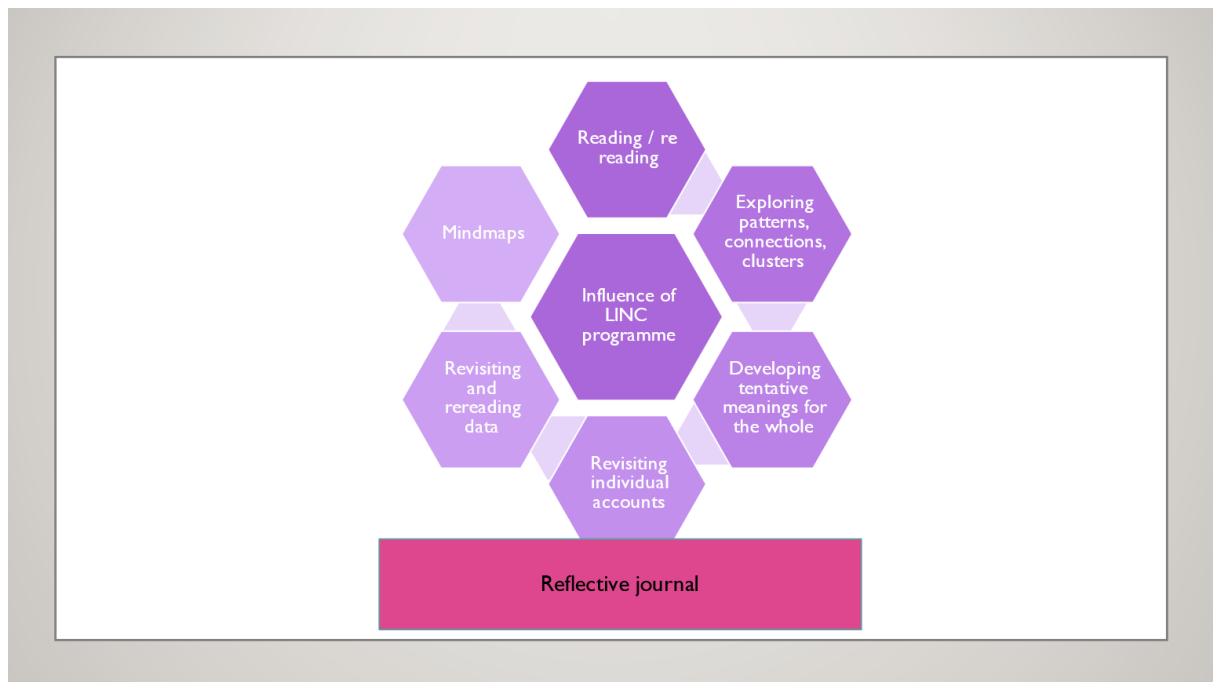 Reading / re
reading
Exploring
patterns,
connections,
clusters
Mindmaps
Influence of
LINC
programme
Revisiting
and
rereading
data
Developing
tentative
meanings for
the whole
Revisiting
individual
accounts
Reflective journal